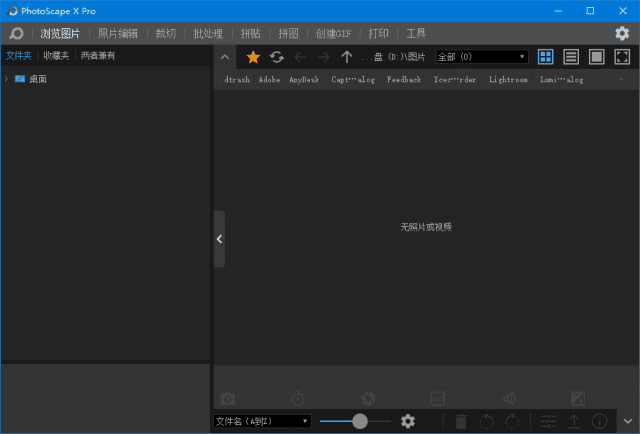 PhotoScape X Pro
浏览图片 照片编辑 裁切 批处理 拼贴 拼图 创建GIF 打印 工具
文件夹 收藏夹 两者兼有
...盘 (D:)\图片 全部 (0)
.dtrash Adobe AnyDesk Capt···alog Feedback Icec···rder Lightroom Lumi···alog
桌面
无照片或视频
文件名 (A到Z)